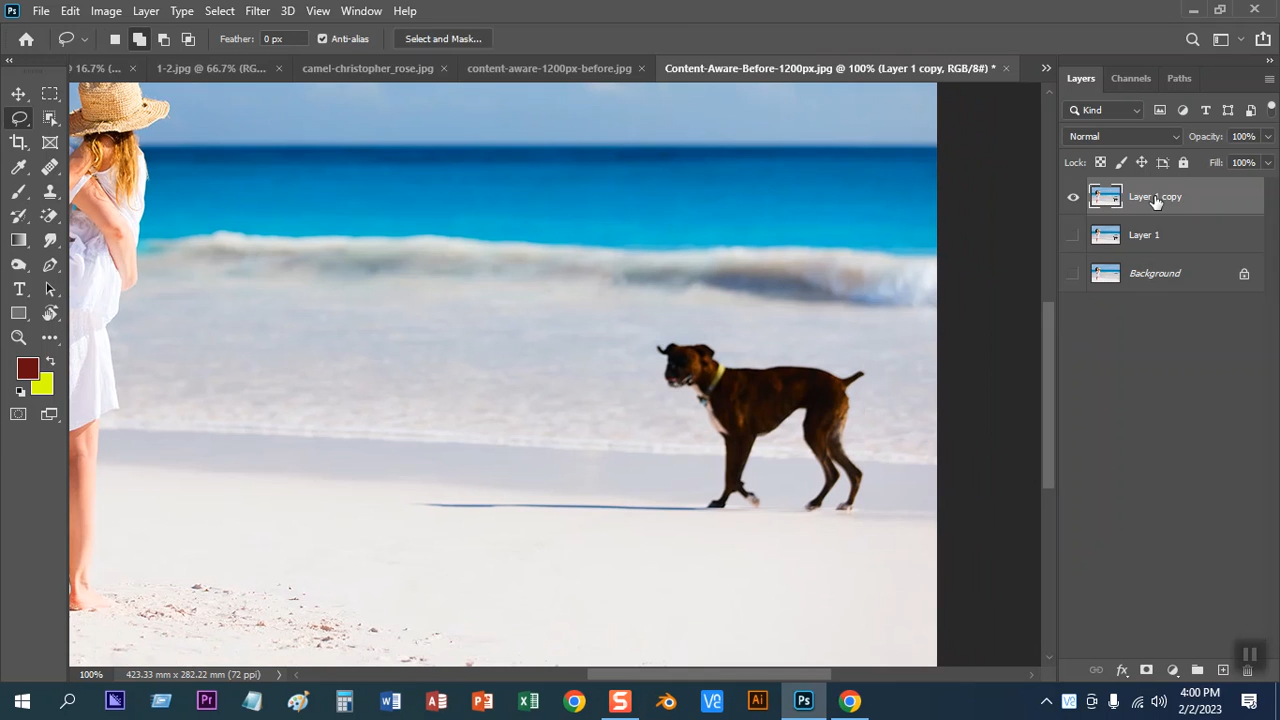 Ps File Edit Image Layer Type Select Filter 3D View Window Help
Feather: 0 px Anti-alias Select and Mask...
@ 16.7% (... × 1-2.jpg @ 66.7% (RG... × camel-christopher_rose.jpg × content-aware-1200px-before.jpg × Content-Aware-Before-1200px.jpg @ 100% (Layer 1 copy, RGB/8#) * ×
Layers Channels Paths
Kind
Normal Opacity: 100%
Lock: Fill: 100%
Layer 1 copy
Layer 1
Background
100% 423.33 mm x 282.22 mm (72 ppi)
4:00 PM
2/2/2023